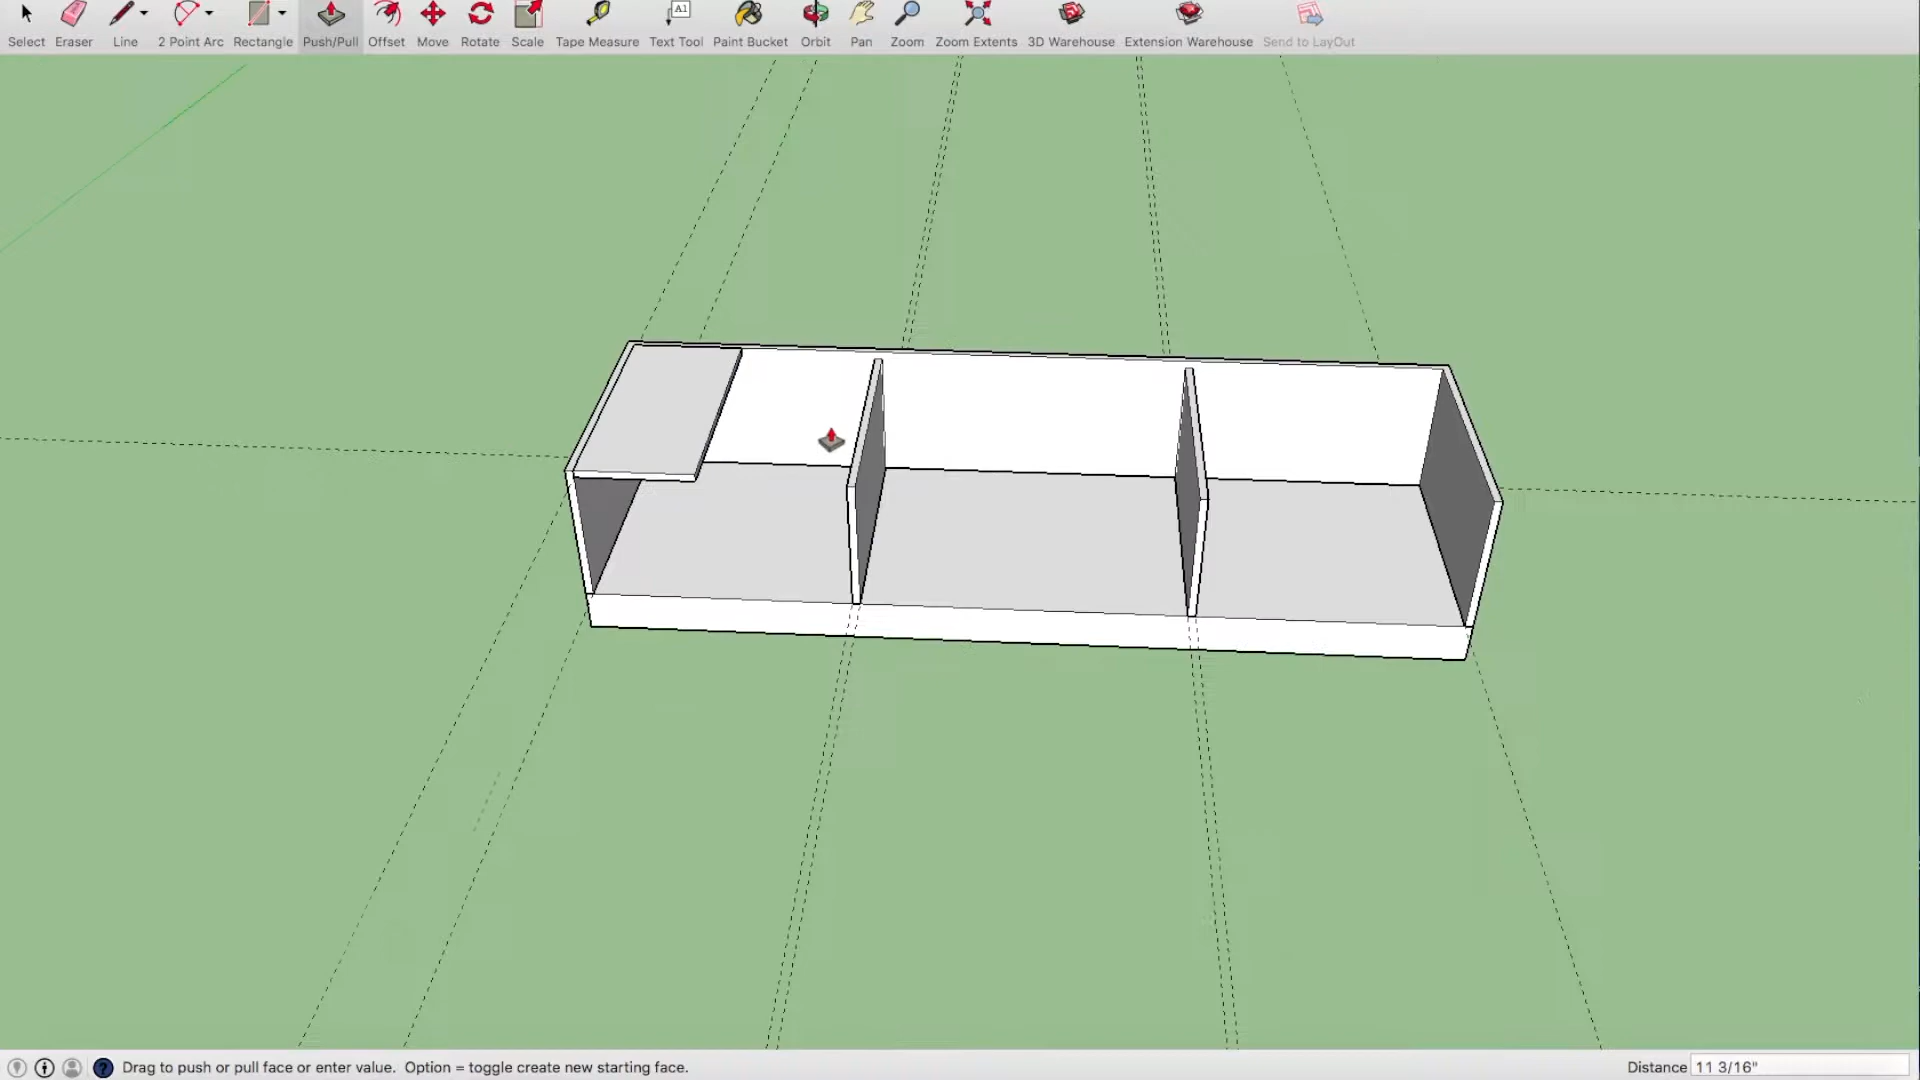 Select Eraser Line 2 Point Arc Rectangle Push/Pull Offset Move Rotate Scale Tape Measure Text Tool Paint Bucket Orbit Pan Zoom Zoom Extents 3D Warehouse Extension Warehouse Send to LayOut
A1
? Drag to push or pull face or enter value. Option = toggle create new starting face. Distance 11 3/16"